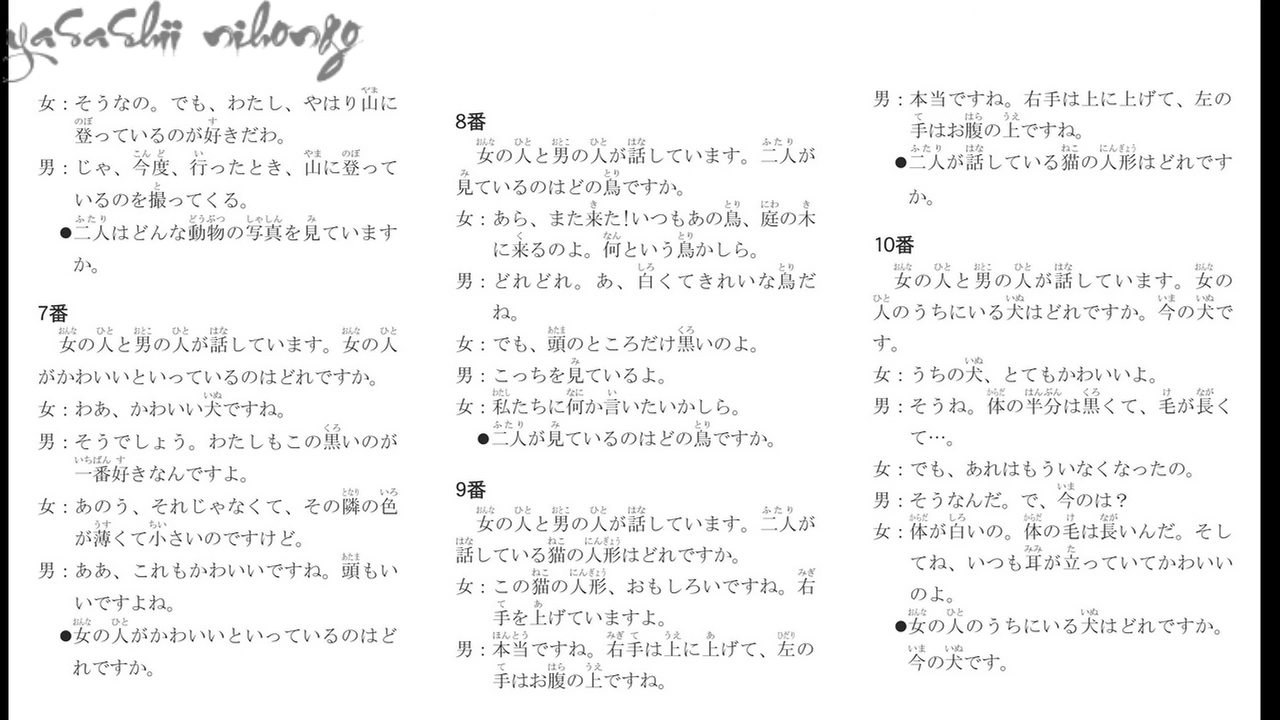 yasashii nihongo
女：そうなの。でも、わたし、やはり山に
登っているのが好きだわ。
男：じゃ、今度、行ったとき、山に登って
いるのを撮ってくる。
●二人はどんな動物の写真を見ています
か。
7番
女の人と男の人が話しています。女の人
がかわいいといっているのはどれですか。
女：わあ、かわいい犬ですね。
男：そうでしょう。わたしもこの黒いのが
一番好きなんですよ。
女：あのう、それじゃなくて、その隣の色
が薄くて小さいのですけど。
男：ああ、これもかわいいですね。頭もい
いですよね。
●女の人がかわいいといっているのはど
れですか。
8番
女の人と男の人が話しています。二人が
見ているのはどの鳥ですか。
女：あら、また来た！いつもあの鳥、庭の木
に来るのよ。何という鳥かしら。
男：どれどれ。あ、白くてきれいな鳥だ
ね。
女：でも、頭のところだけ黒いのよ。
男：こっちを見ているよ。
女：私たちに何か言いたいかしら。
●二人が見ているのはどの鳥ですか。
9番
女の人と男の人が話しています。二人が
話している猫の人形はどれですか。
女：この猫の人形、おもしろいですね。右
手を上げていますよ。
男：本当ですね。右手は上に上げて、左の
手はお腹の上ですね。
男：本当ですね。右手は上に上げて、左の
手はお腹の上ですね。
●二人が話している猫の人形はどれです
か。
10番
女の人と男の人が話しています。女の
人のうちにいる犬はどれですか。今の犬で
す。
女：うちの犬、とてもかわいいよ。
男：そうね。体の半分は黒くて、毛が長く
て…。
女：でも、あれはもういなくなったの。
男：そうなんだ。で、今のは？
女：体が白いの。体の毛は長いんだ。そし
てね、いつも耳が立っていてかわいい
のよ。
●女の人のうちにいる犬はどれですか。
今の犬です。